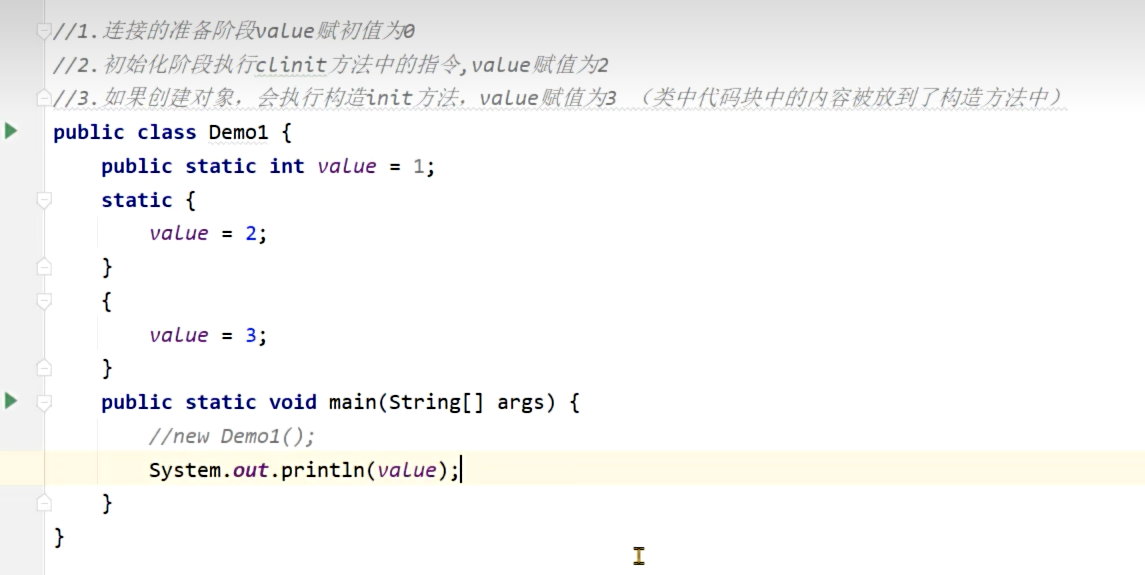 //1.连接的准备阶段value赋初值为0
//2.初始化阶段执行clinit方法中的指令,value赋值为2
//3.如果创建对象，会执行构造init方法，value赋值为3 （类中代码块中的内容被放到了构造方法中）
public class Demo1 {
    public static int value = 1;
    static {
        value = 2;
    }
    {
        value = 3;
    }
    public static void main(String[] args) {
        //new Demo1();
        System.out.println(value);
    }
}